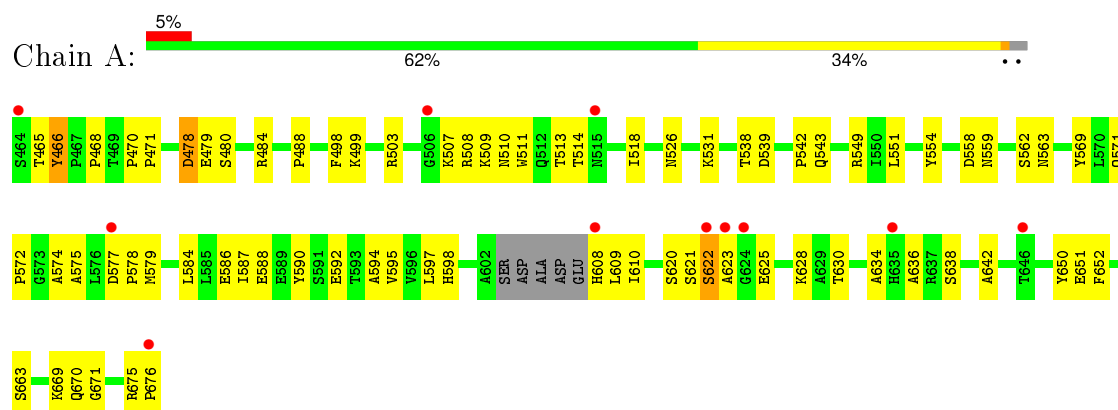 5%
Chain A:
62%
34%
S464 T465 Y466 P467 P468 T469 P470 P471 D478 E479 S480 R484 P488 F498 K499 R503 G506 K507 R508 K509 N510 W511 Q512 T513 T514 N515 I518 N526 K531 T538 D539 P542 Q543 R549 I550 L551 Y554 D558 N559 S562 N563 Y569 L570 Q571
P572 G573 A574 A575 L576 D577 P578 M579 L584 L585 E586 I587 E588 E589 Y590 S591 E592 T593 A594 V595 V596 L597 H598 A602 SER ASP ALA ASP GLU H608 L609 I610 S620 S621 S622 A623 G624 E625 K628 A629 T630 A634 H635 A636 R637 S638 A642 T646 Y650 E651 F652
S663 K669 Q670 G671 R675 P676